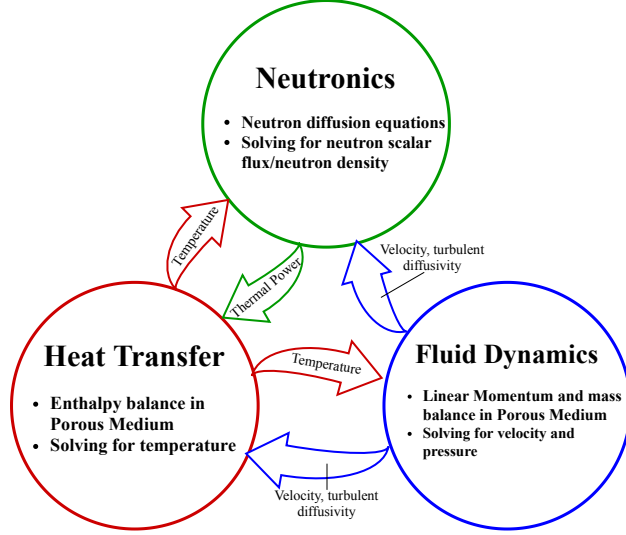 Neutronics
• Neutron diffusion equations
• Solving for neutron scalar
flux/neutron density
Temperature
Thermal Power
Velocity, turbulent
diffusivity
Heat Transfer
• Enthalpy balance in
Porous Medium
• Solving for temperature
Temperature
Fluid Dynamics
• Linear Momentum and mass
balance in Porous Medium
• Solving for velocity and
pressure
Velocity, turbulent
diffusivity